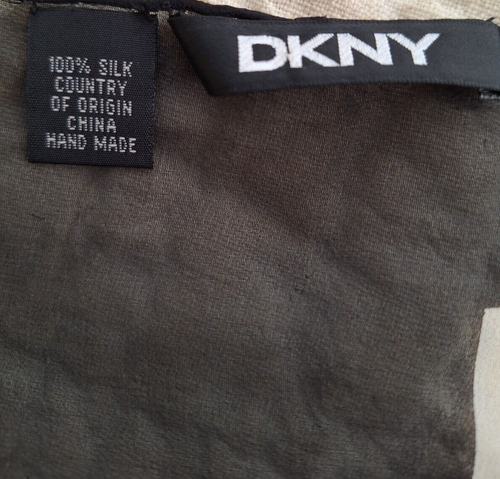 DKNY
100% SILK
COUNTRY
OF ORIGIN
CHINA
HAND MADE